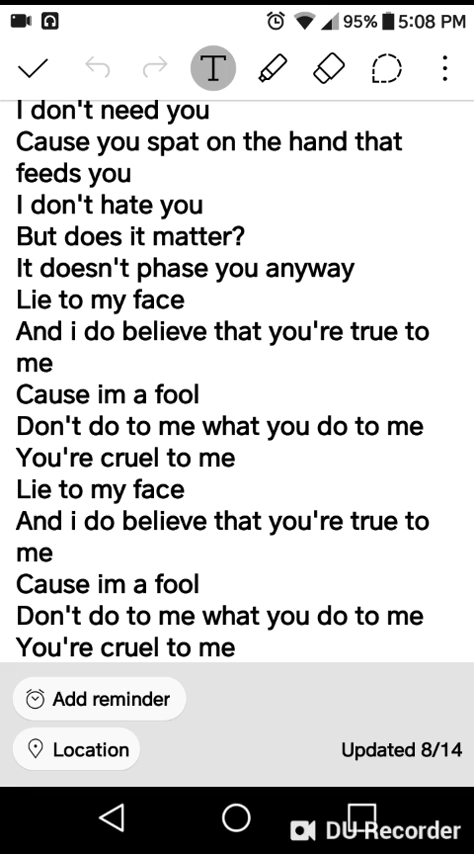 95% 5:08 PM
T
I don't need you
Cause you spat on the hand that
feeds you
I don't hate you
But does it matter?
It doesn't phase you anyway
Lie to my face
And i do believe that you're true to
me
Cause im a fool
Don't do to me what you do to me
You're cruel to me
Lie to my face
And i do believe that you're true to
me
Cause im a fool
Don't do to me what you do to me
You're cruel to me
Add reminder
Location
Updated 8/14
DU Recorder